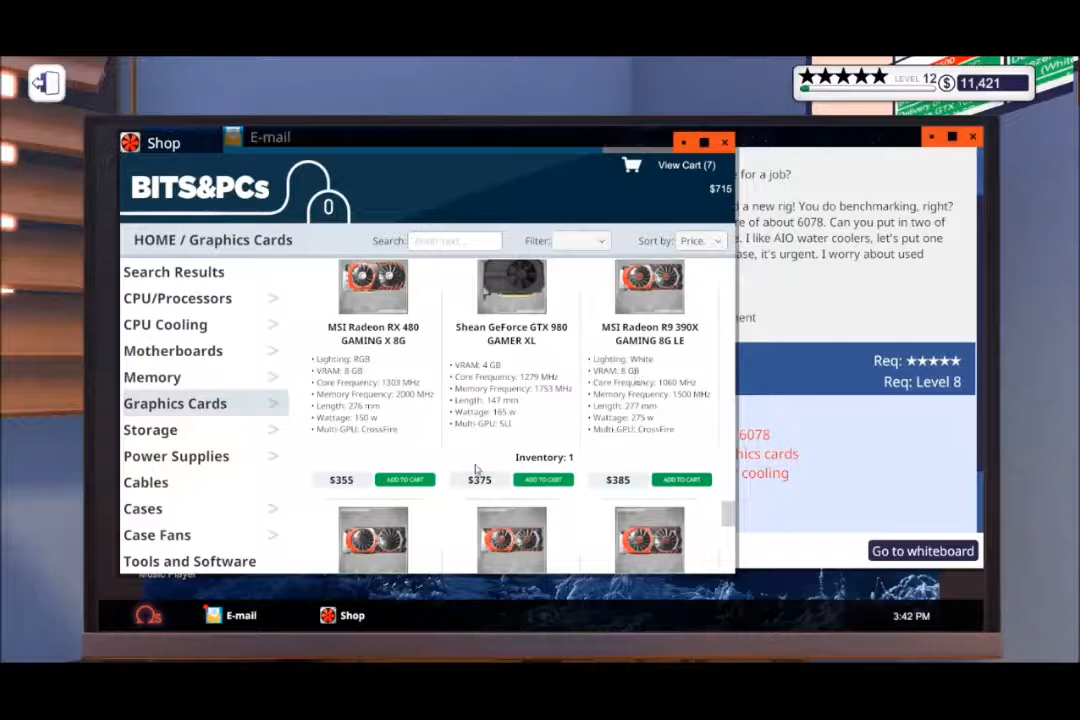 LEVEL 12
$ 11,421
(White
Shop
E-mail
View Cart (7)
$715
BITS&PCs
0
HOME / Graphics Cards
Search:
Enter text...
Filter:
Sort by:
Price.
Search Results
CPU/Processors
CPU Cooling
Motherboards
Memory
Graphics Cards
Storage
Power Supplies
Cables
Cases
Case Fans
Tools and Software
MSI Radeon RX 480
GAMING X 8G
• Lighting: RGB
• VRAM: 8 GB
• Core Frequency: 1303 MHz
• Memory Frequency: 2000 MHz
• Length: 276 mm
• Wattage: 150 w
• Multi-GPU: CrossFire
$355
ADD TO CART
Shean GeForce GTX 980
GAMER XL
• VRAM: 4 GB
• Core Frequency: 1279 MHz
• Memory Frequency: 1753 MHz
• Length: 147 mm
• Wattage: 165 w
• Multi-GPU: SLI
Inventory: 1
$375
ADD TO CART
MSI Radeon R9 390X
GAMING 8G LE
• Lighting: White
• VRAM: 8 GB
• Core Frequency: 1060 MHz
• Memory Frequency: 1500 MHz
• Length: 277 mm
• Wattage: 275 w
• Multi-GPU: CrossFire
$385
ADD TO CART
for a job?
a new rig! You do benchmarking, right?
e of about 6078. Can you put in two of
. I like AIO water coolers, let's put one
ase, it's urgent. I worry about used
ent
Req: ★★★★★
Req: Level 8
6078
hics cards
cooling
Go to whiteboard
Music Player
E-mail
Shop
3:42 PM